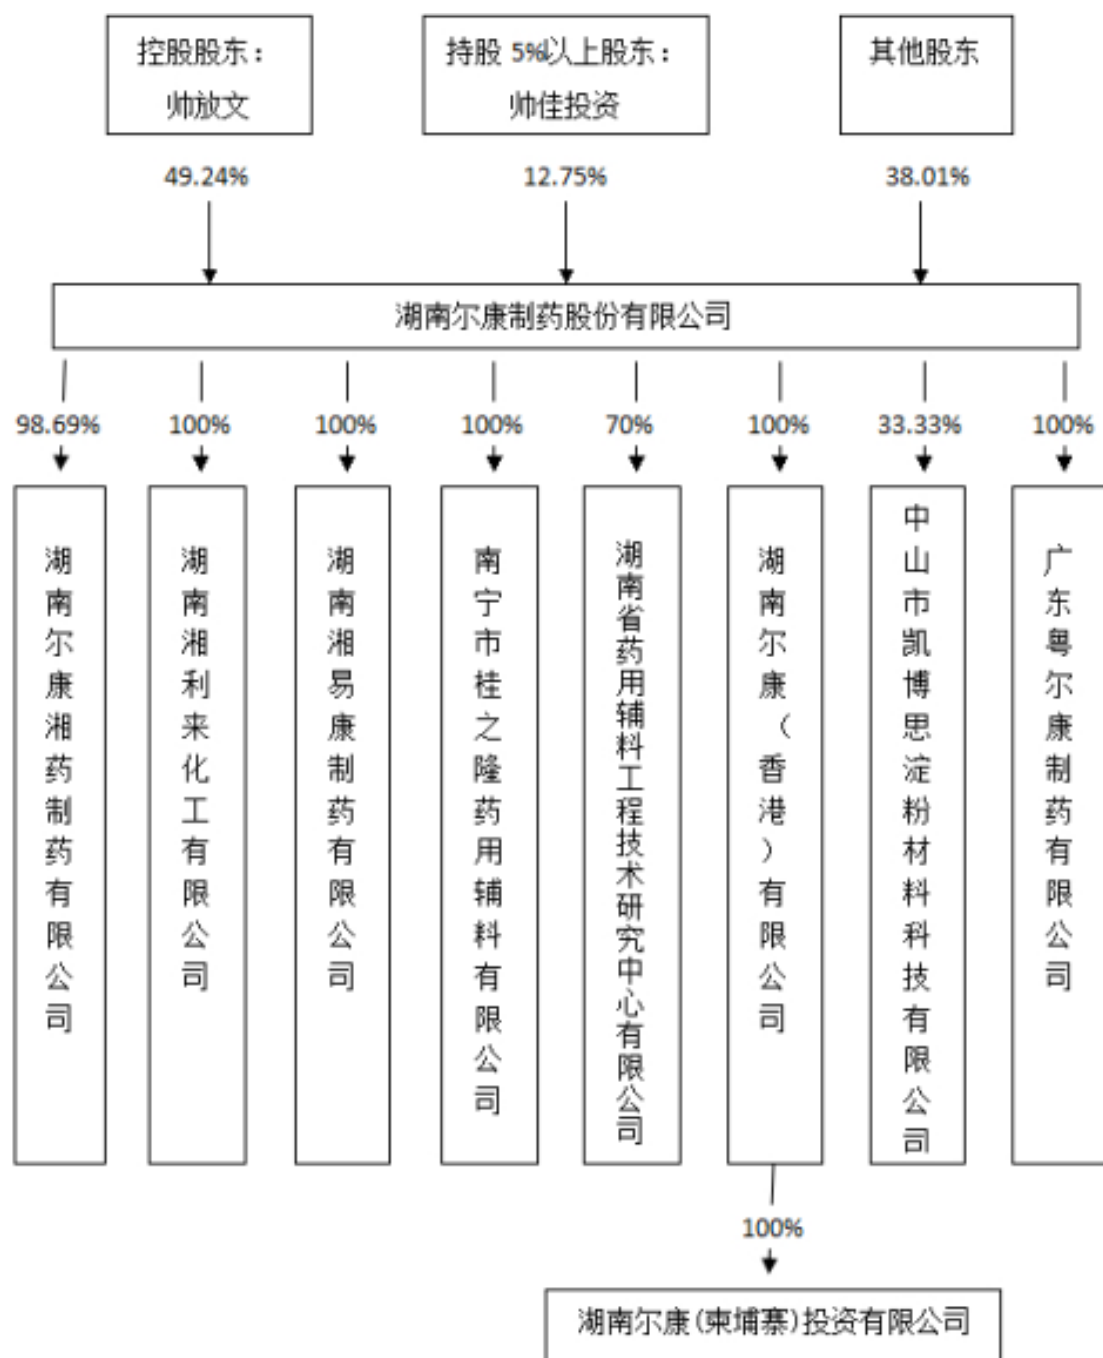 控股股东：
帅放文
持股 5%以上股东：
帅佳投资
其他股东
49.24%
12.75%
38.01%
湖南尔康制药股份有限公司
98.69%
100%
100%
100%
70%
100%
33.33%
100%
湖南尔康湘药制药有限公司
湖南湘利来化工有限公司
湖南湘易康制药有限公司
南宁市桂之隆药用辅料有限公司
湖南省药用辅料工程技术研究中心有限公司
湖南尔康（香港）有限公司
中山市凯博思淀粉材料科技有限公司
广东粤尔康制药有限公司
100%
湖南尔康(柬埔寨)投资有限公司